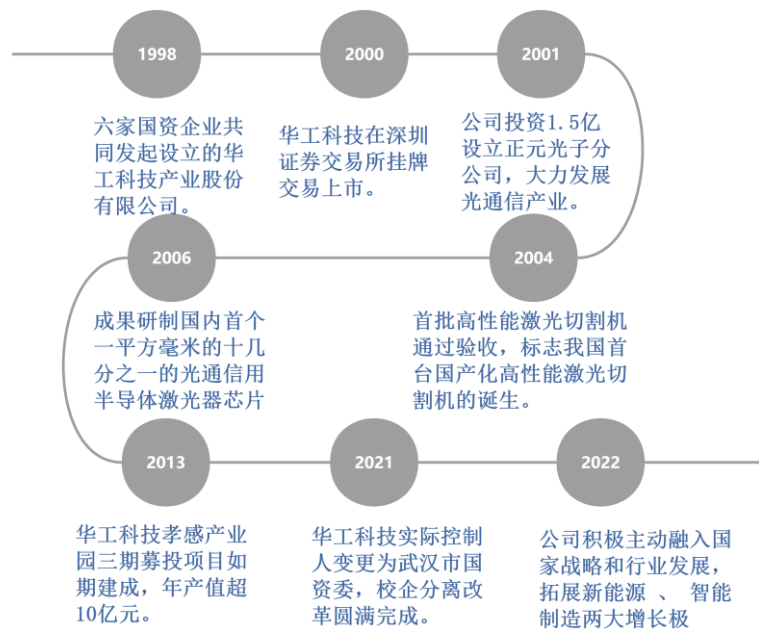 1998
六家国资企业共
同发起设立的华
工科技产业股份
有限公司。
2000
华工科技在深圳
证券交易所挂牌
交易上市。
2001
公司投资1.5亿
设立正元光子分
公司，大力发展
光通信产业。
2004
首批高性能激光切割机
通过验收，标志我国首
台国产化高性能激光切
割机的诞生。
2006
成果研制国内首个
一平方毫米的十几
分之一的光通信用
半导体激光器芯片
2013
华工科技孝感产业
园三期募投项目如
期建成，年产值超
10亿元。
2021
华工科技实际控制
人变更为武汉市国
资委，校企分离改
革圆满完成。
2022
公司积极主动融入国
家战略和行业发展，
拓展新能源 、 智能
制造两大增长极